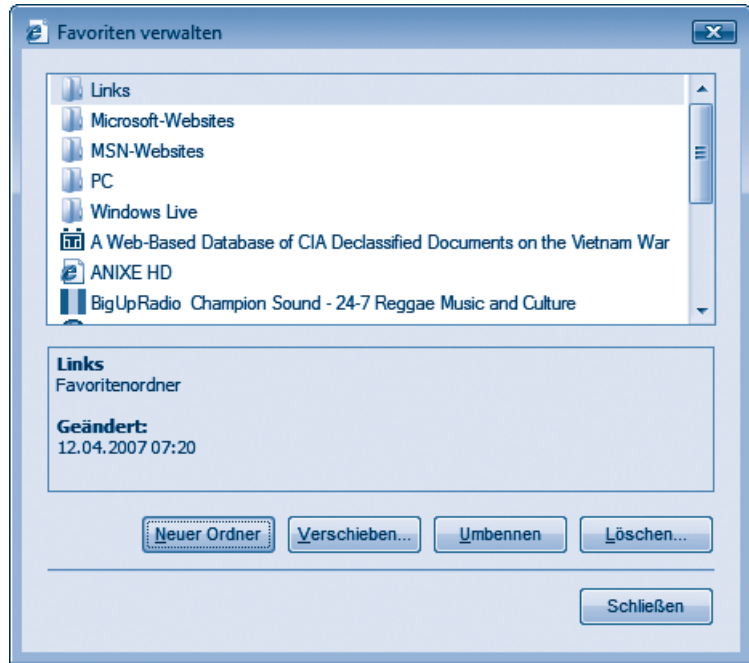 Favoriten verwalten
Links
Microsoft-Websites
MSN-Websites
PC
Windows Live
A Web-Based Database of CIA Declassified Documents on the Vietnam War
ANIXE HD
BigUpRadio Champion Sound - 24-7 Reggae Music and Culture
Links
Favoritenordner
Geändert:
12.04.2007 07:20
Neuer Ordner
Verschieben...
Umbennen
Löschen...
Schließen